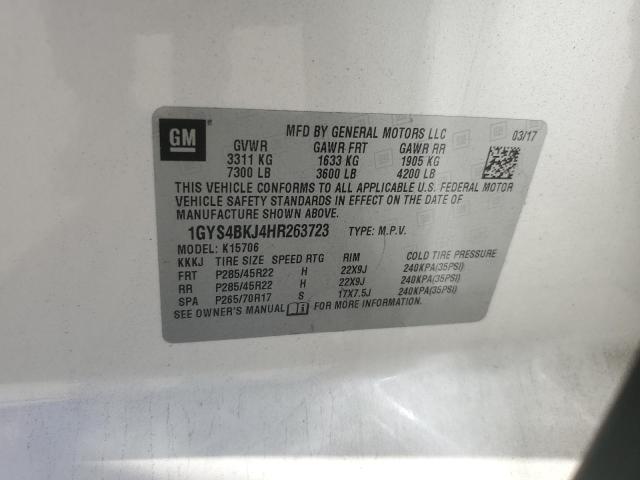 GM
MFD BY GENERAL MOTORS LLC 03/17
GVWR GAWR FRT GAWR RR
3311 KG 1633 KG 1905 KG
7300 LB 3600 LB 4200 LB
THIS VEHICLE CONFORMS TO ALL APPLICABLE U.S. FEDERAL MOTOR
VEHICLE SAFETY STANDARDS IN EFFECT ON THE DATE OF
MANUFACTURE SHOWN ABOVE.
1GYS4BKJ4HR263723 TYPE: M.P.V.
MODEL: K15706
KKKJ TIRE SIZE SPEED RTG RIM COLD TIRE PRESSURE
FRT P285/45R22 H 22X9J 240KPA(35PSI)
RR P285/45R22 H 22X9J 240KPA(35PSI)
SPA P265/70R17 S 17X7.5J 240KPA(35PSI)
SEE OWNER'S MANUAL FOR MORE INFORMATION.